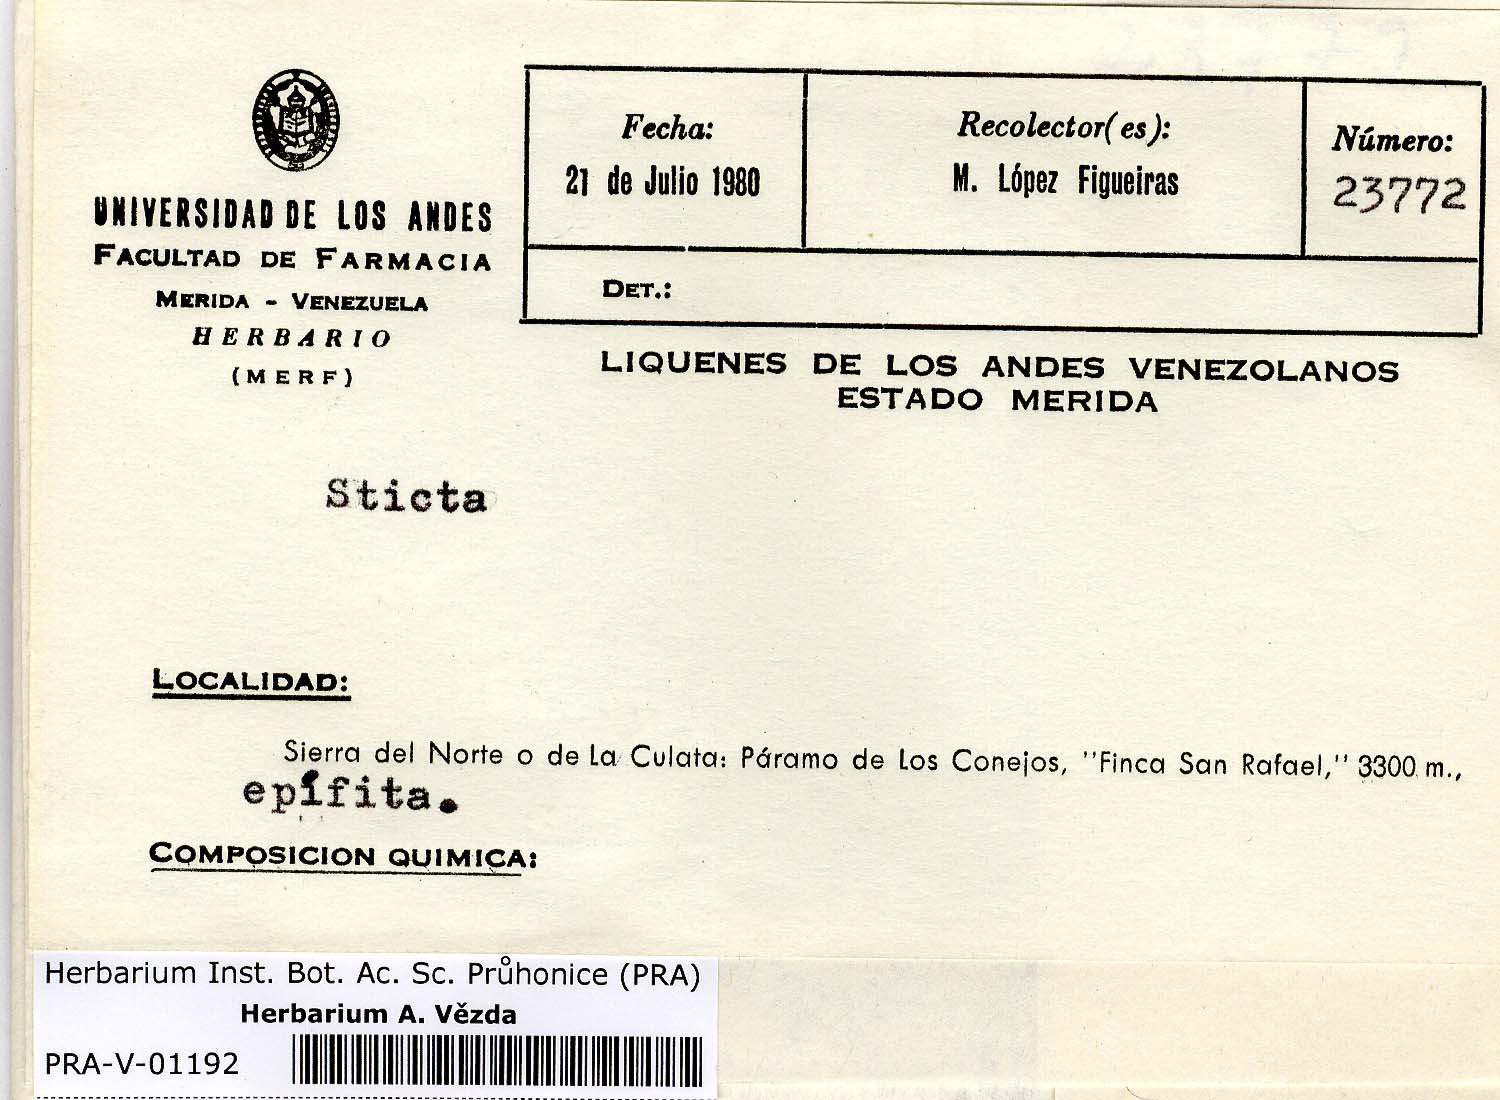 UNIVERSIDAD DE LOS ANDES
FACULTAD DE FARMACIA
MERIDA - VENEZUELA
HERBARIO
(MERF)
Fecha:
21 de Julio 1980
Recolector(es):
M. López Figueiras
Número:
23772
DET.:
LIQUENES DE LOS ANDES VENEZOLANOS
ESTADO MERIDA
Sticta
LOCALIDAD:
Sierra del Norte o de La Culata: Páramo de Los Conejos, "Finca San Rafael," 3300 m.,
epífita.
COMPOSICION QUIMICA:
Herbarium Inst. Bot. Ac. Sc. Průhonice (PRA)
Herbarium A. Vězda
PRA-V-01192